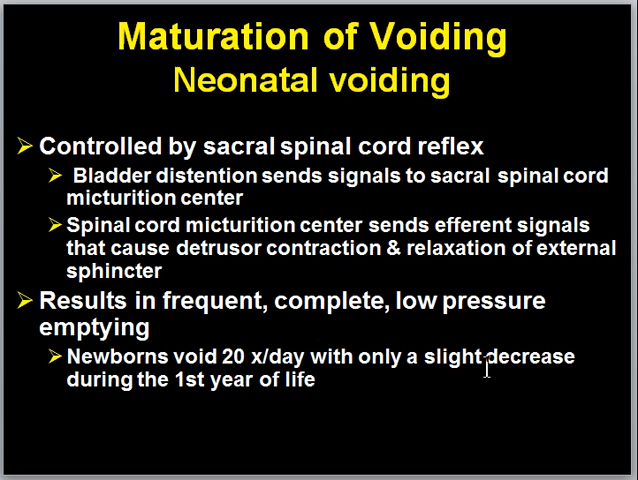 Maturation of Voiding
Neonatal voiding
Controlled by sacral spinal cord reflex
Bladder distention sends signals to sacral spinal cord
micturition center
Spinal cord micturition center sends efferent signals
that cause detrusor contraction & relaxation of external
sphincter
Results in frequent, complete, low pressure
emptying
Newborns void 20 x/day with only a slight decrease
during the 1st year of life